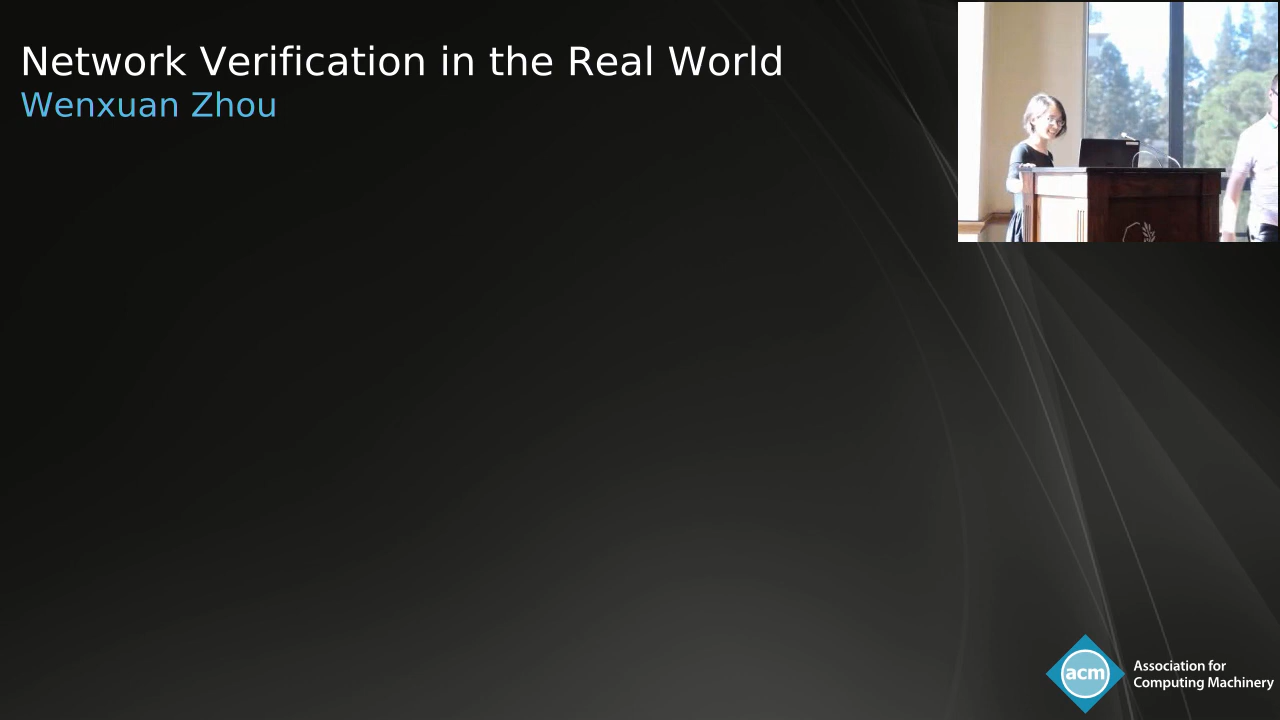 Network Verification in the Real World
Wenxuan Zhou
acm
Association for
Computing Machinery